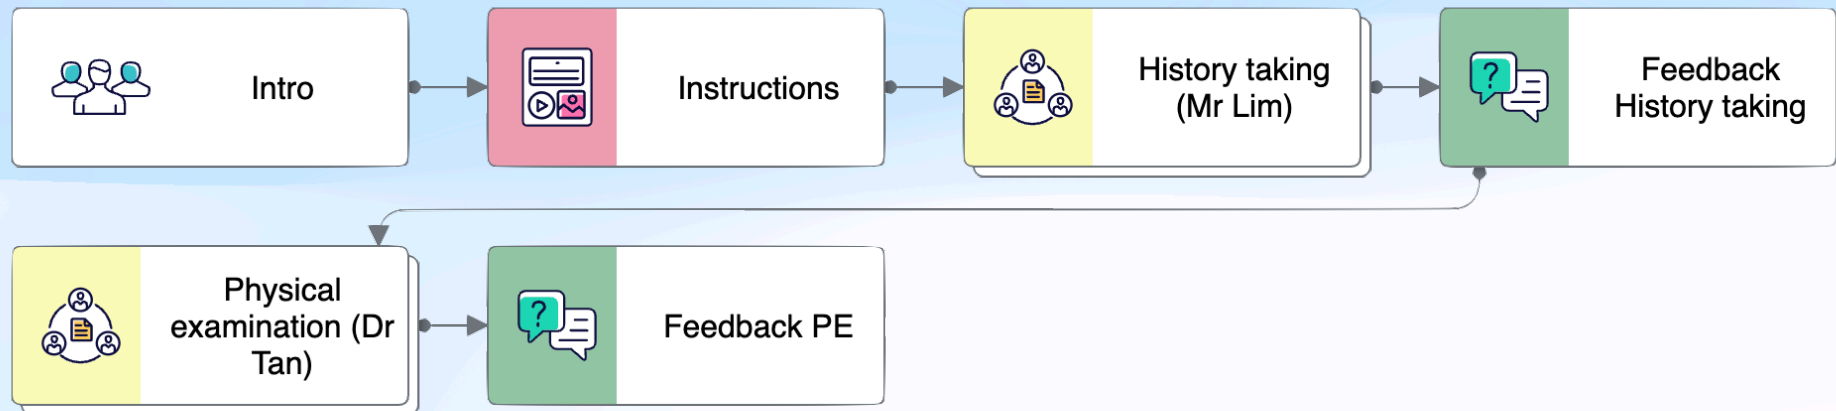 Intro
Instructions
History taking
(Mr Lim)
Feedback
History taking
?
Physical
examination (Dr
Tan)
Feedback PE
?